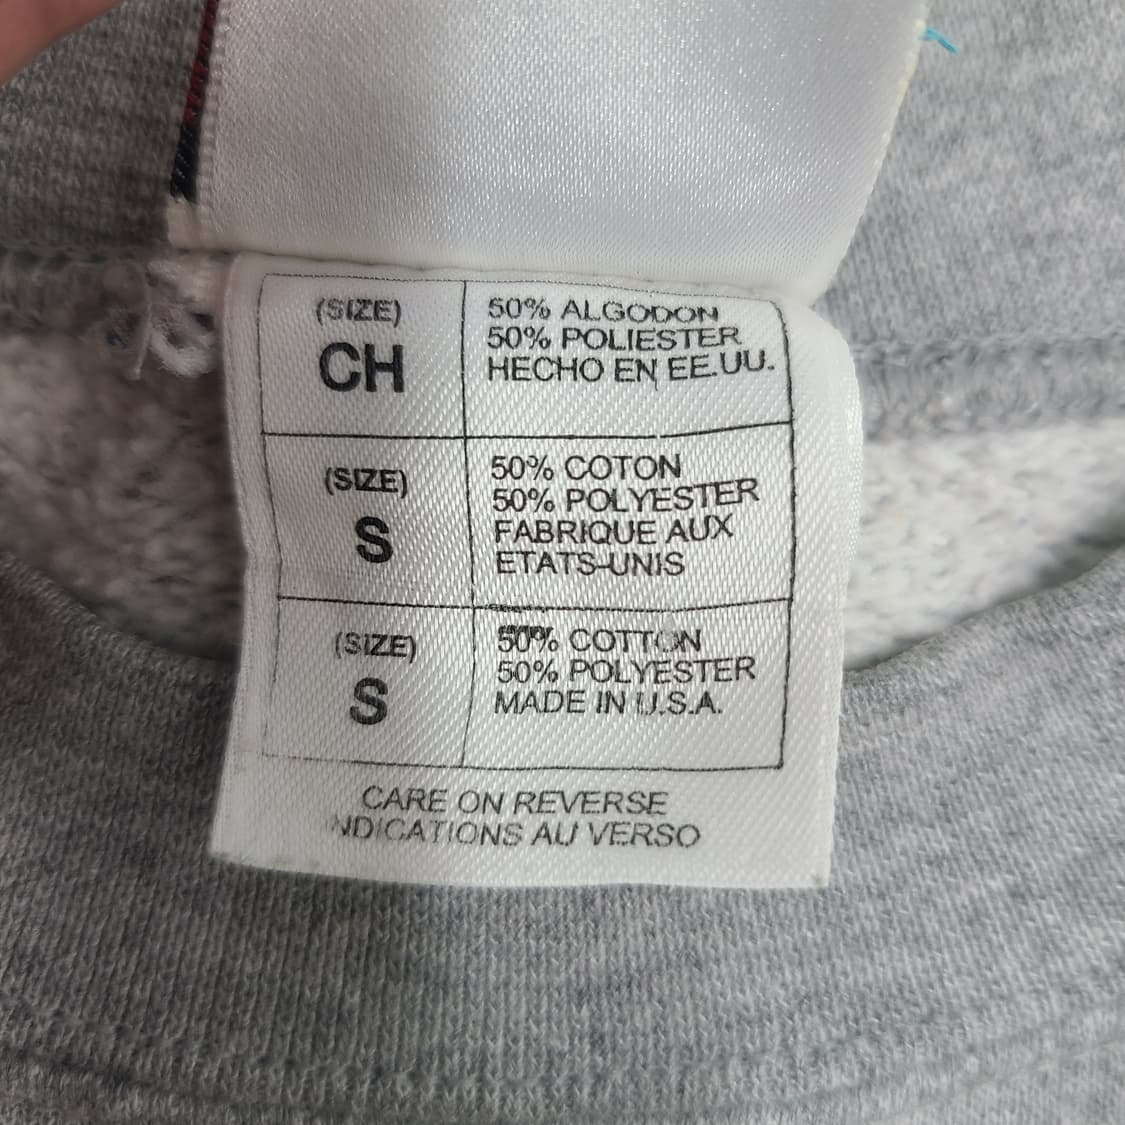 (SIZE)
CH
50% ALGODON
50% POLIESTER
HECHO EN EE.UU.
(SIZE)
S
50% COTON
50% POLYESTER
FABRIQUE AUX
ETATS-UNIS
(SIZE)
S
50% COTTON
50% POLYESTER
MADE IN U.S.A.
CARE ON REVERSE
INDICATIONS AU VERSO